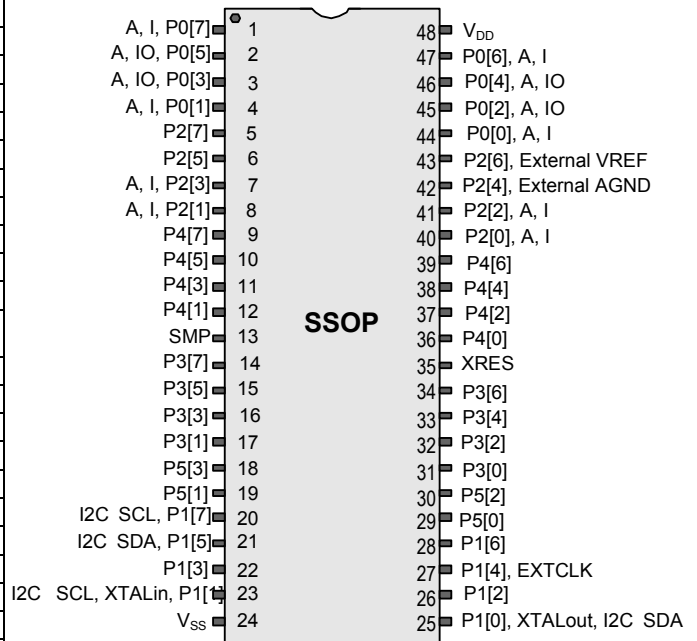 A, I, P0[7] 1 48 VDD
A, IO, P0[5] 2 47 P0[6], A, I
A, IO, P0[3] 3 46 P0[4], A, IO
A, I, P0[1] 4 45 P0[2], A, IO
P2[7] 5 44 P0[0], A, I
P2[5] 6 43 P2[6], External VREF
A, I, P2[3] 7 42 P2[4], External AGND
A, I, P2[1] 8 41 P2[2], A, I
P4[7] 9 40 P2[0], A, I
P4[5] 10 39 P4[6]
P4[3] 11 38 P4[4]
P4[1] 12 37 P4[2]
SSOP
SMP 13 36 P4[0]
P3[7] 14 35 XRES
P3[5] 15 34 P3[6]
P3[3] 16 33 P3[4]
P3[1] 17 32 P3[2]
P5[3] 18 31 P3[0]
P5[1] 19 30 P5[2]
I2C SCL, P1[7] 20 29 P5[0]
I2C SDA, P1[5] 21 28 P1[6]
P1[3] 22 27 P1[4], EXTCLK
I2C SCL, XTALin, P1[1] 23 26 P1[2]
VSS 24 25 P1[0], XTALout, I2C SDA